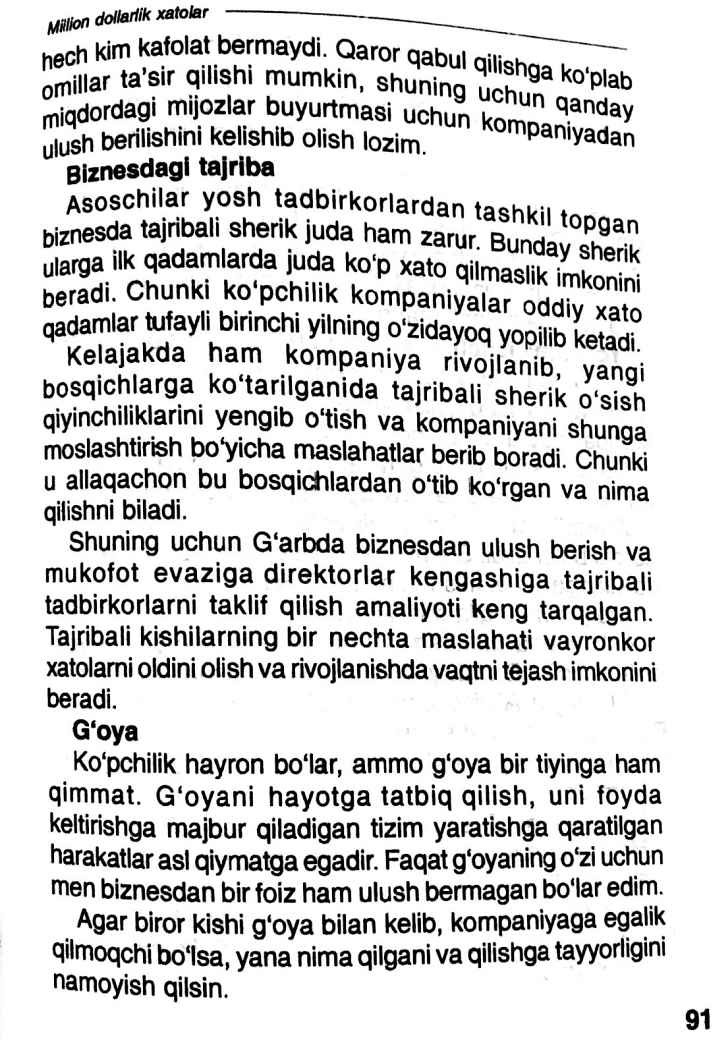 Million dollarlik xatolar
hech kim kafolat bermaydi. Qaror qabul qilishga ko‘plab
omillar ta’sir qilishi mumkin, shuning uchun qanday
miqdordagi mijozlar buyurtmasi uchun kompaniyadan
ulush berilishini kelishib olish lozim.
Biznesdagi tajriba
Asoschilar yosh tadbirkorlardan tashkil topgan
biznesda tajribali sherik juda ham zarur. Bunday sherik
ularga ilk qadamlarda juda ko‘p xato qilmaslik imkonini
beradi. Chunki ko‘pchilik kompaniyalar oddiy xato
qadamlar tufayli birinchi yilning o‘zidayoq yopilib ketadi.
Kelajakda ham kompaniya rivojlanib, yangi
bosqichlarga ko‘tarilganida tajribali sherik o‘sish
qiyinchiliklarini yengib o‘tish va kompaniyani shunga
moslashtirish bo‘yicha maslahatlar berib boradi. Chunki
u allaqachon bu bosqichlardan o‘tib ko‘rgan va nima
qilishni biladi.
Shuning uchun G‘arbda biznesdan ulush berish va
mukofot evaziga direktorlar kengashiga tajribali
tadbirkorlarni taklif qilish amaliyoti keng tarqalgan.
Tajribali kishilarning bir nechta maslahati vayronkor
xatolarni oldini olish va rivojlanishda vaqtni tejash imkonini
beradi.
G‘oya
Ko‘pchilik hayron bo‘lar, ammo g‘oya bir tiyinga ham
qimmat. G‘oyani hayotga tatbiq qilish, uni foyda
keltirishga majbur qiladigan tizim yaratishga qaratilgan
harakatlar asl qiymatga egadir. Faqat g‘oyaning o‘zi uchun
men biznesdan bir foiz ham ulush bermagan bo‘lar edim.
Agar biror kishi g‘oya bilan kelib, kompaniyaga egalik
qilmoqchi bo‘lsa, yana nima qilgani va qilishga tayyorligini
namoyish qilsin.
91